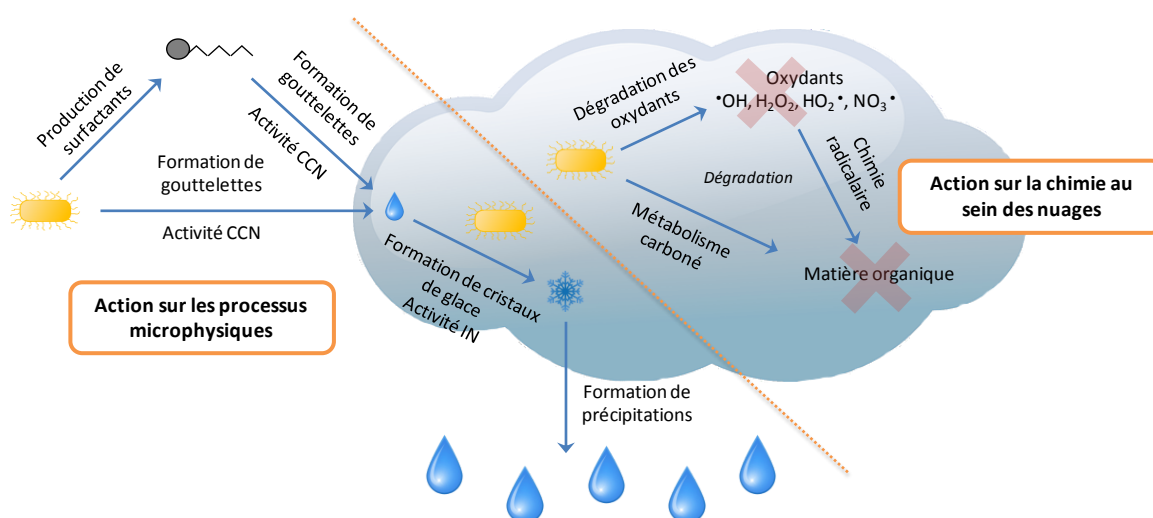 Production de
surfactants
Formation de
gouttelettes
Activité CCN
Formation de
gouttelettes
Activité CCN
Action sur les processus
microphysiques
Formation de cristaux
de glace
Activité IN
Formation de
précipitations
Dégradation des
oxydants
Oxydants
•OH, H₂O₂, HO₂•, NO₃•
Chimie
radicalaire
Dégradation
Métabolisme
carboné
Matière organique
Action sur la chimie au
sein des nuages